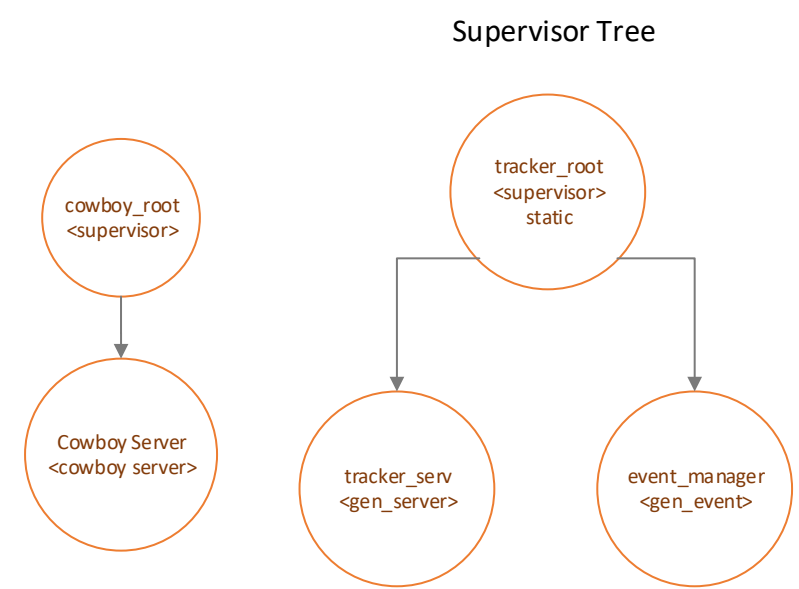 Supervisor Tree
cowboy_root
<supervisor>
tracker_root
<supervisor>
static
Cowboy Server
<cowboy server>
tracker_serv
<gen_server>
event_manager
<gen_event>